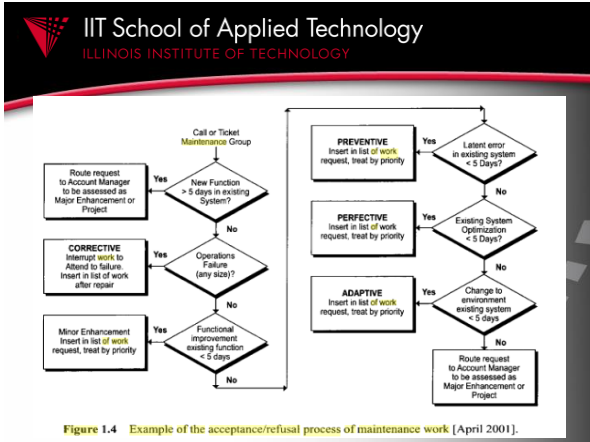 IIT School of Applied Technology
ILLINOIS INSTITUTE OF TECHNOLOGY
Call or Ticket
Maintenance Group
Route request
to Account Manager
to be assessed as
Major Enhancement or
Project
Yes
New Function
> 5 days in existing
System?
No
CORRECTIVE
Interrupt work to
Attend to failure.
Insert in list of work
after repair
Yes
Operations
Failure
(any size)?
No
Minor Enhancement
Insert in list of work
request, treat by priority
Yes
Functional
improvement
existing function
< 5 days
No
PREVENTIVE
Insert in list of work
request, treat by priority
Yes
Latent error
in existing system
< 5 Days?
No
PERFECTIVE
Insert in list of work
request, treat by priority
Yes
Existing System
Optimization
< 5 Days?
No
ADAPTIVE
Insert in list of work
request, treat by priority
Yes
Change to
environment
existing system
< 5 days
No
Route request
to Account Manager
to be assessed as
Major Enhancement or
Project
Figure 1.4 Example of the acceptance/refusal process of maintenance work [April 2001].